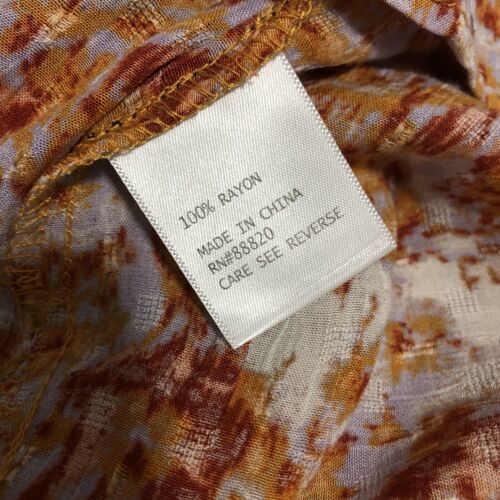 100% RAYON
MADE IN CHINA
RN#88820
CARE SEE REVERSE